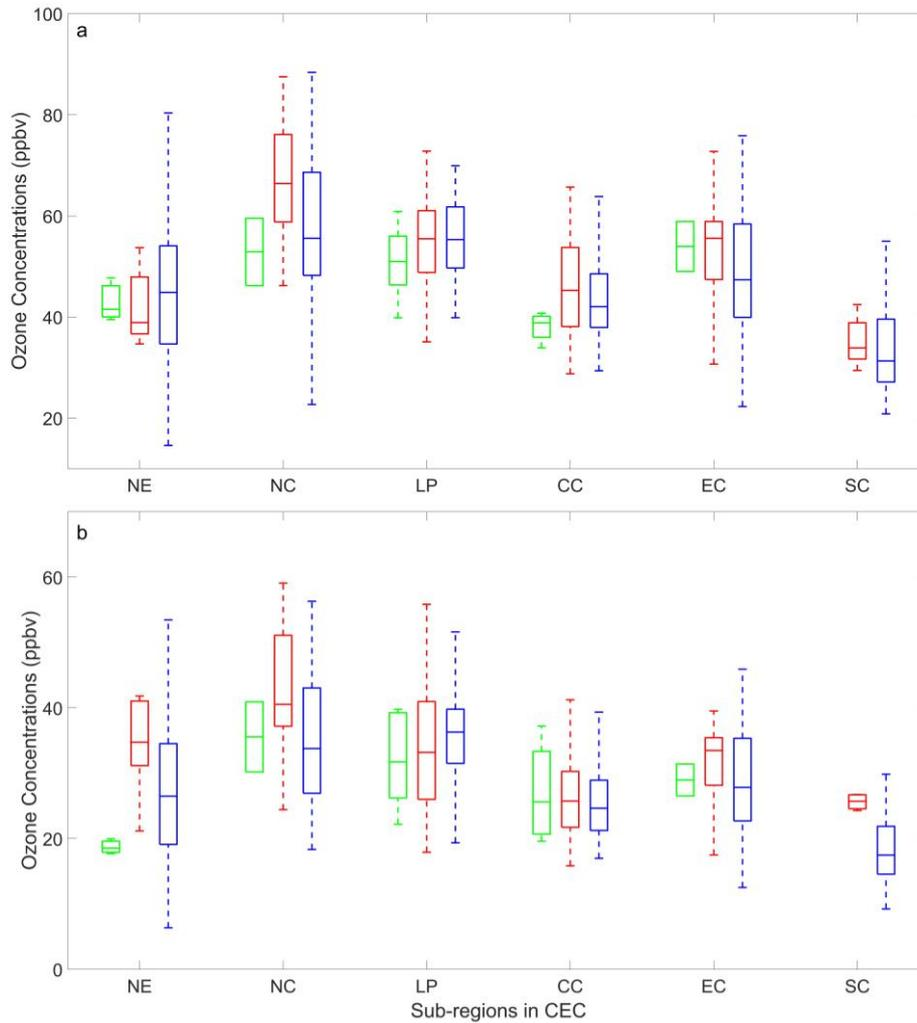 a
Ozone Concentrations (ppbv)
100
80
60
40
20
NE NC LP CC EC SC
b
Ozone Concentrations (ppbv)
60
40
20
0
NE NC LP CC EC SC
Sub-regions in CEC